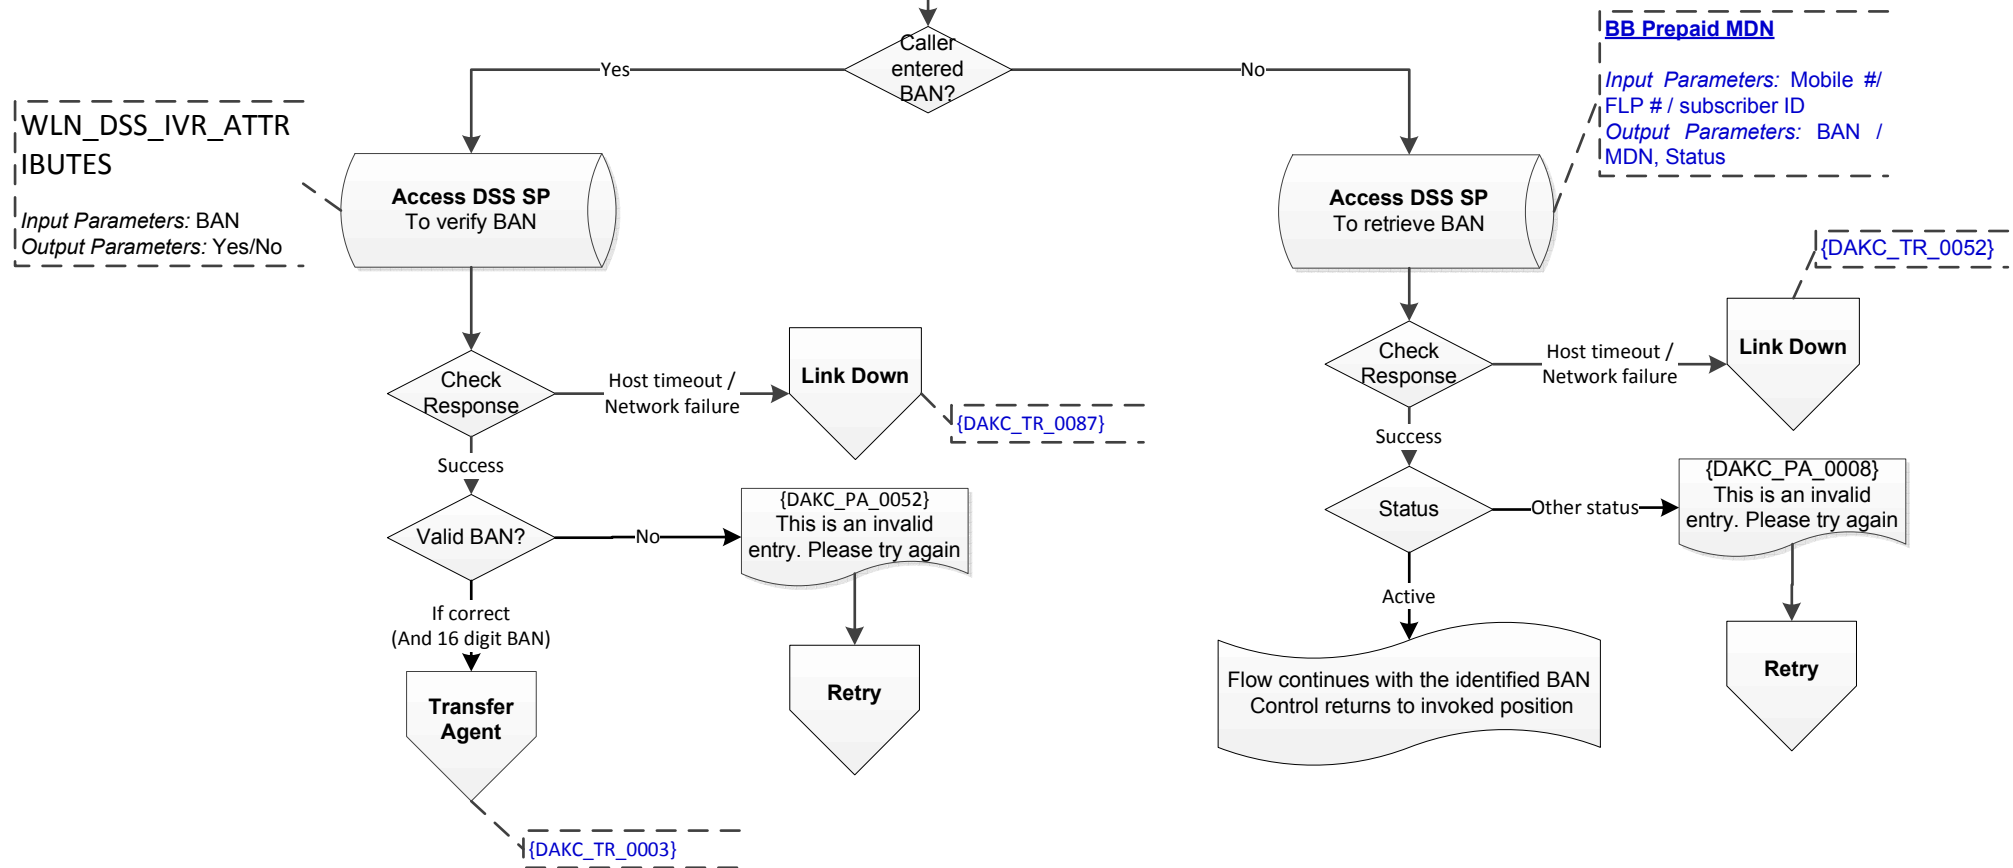 Caller
entered
BAN?
Yes
No
WLN_DSS_IVR_ATTR
IBUTES
Input Parameters: BAN
Output Parameters: Yes/No
Access DSS SP
To verify BAN
Check
Response
Host timeout /
Network failure
Link Down
{DAKC_TR_0087}
Success
Valid BAN?
No
{DAKC_PA_0052}
This is an invalid
entry. Please try again
Retry
If correct
(And 16 digit BAN)
Transfer
Agent
{DAKC_TR_0003}
BB Prepaid MDN
Input Parameters: Mobile #/
FLP # / subscriber ID
Output Parameters: BAN /
MDN, Status
Access DSS SP
To retrieve BAN
{DAKC_TR_0052}
Check
Response
Host timeout /
Network failure
Link Down
Success
Status
Other status
{DAKC_PA_0008}
This is an invalid
entry. Please try again
Retry
Active
Flow continues with the identified BAN
Control returns to invoked position